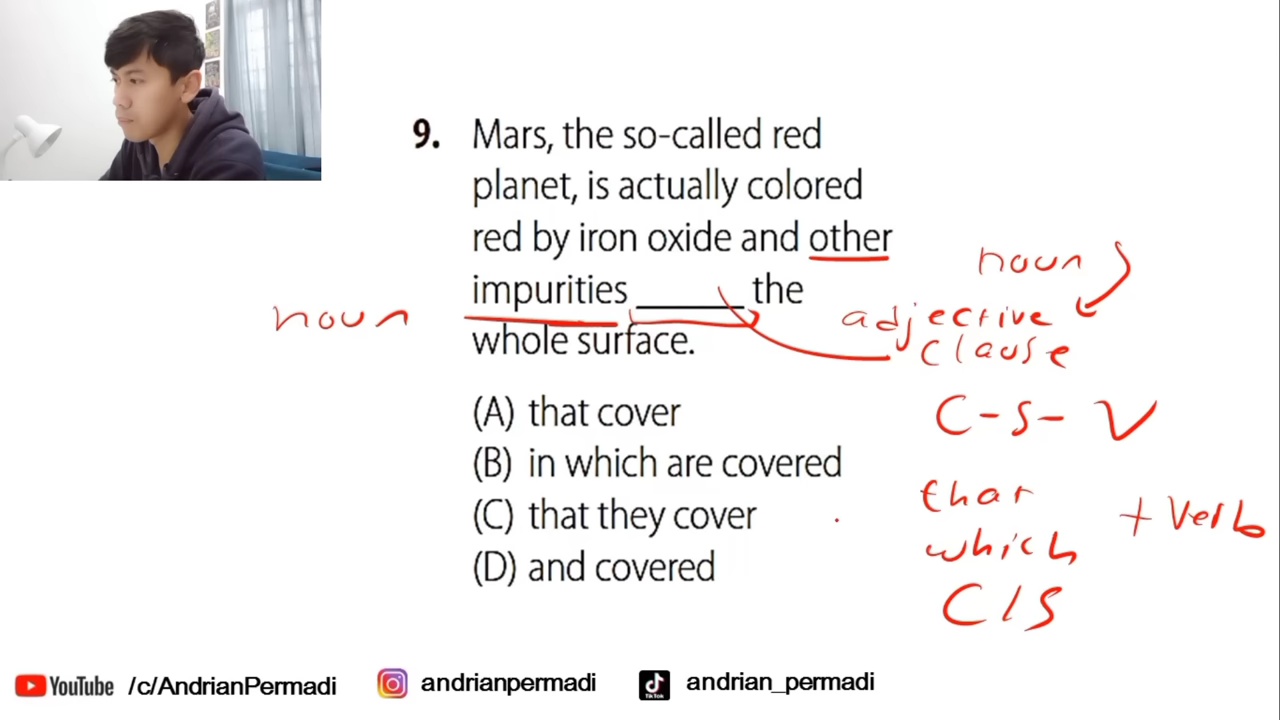 9. Mars, the so-called red
planet, is actually colored
red by iron oxide and other
impurities ______ the
whole surface.
(A) that cover
(B) in which are covered
(C) that they cover
(D) and covered
noun
noun
adjective
clause
C-S-V
that
which
+ Verb
C/S
YouTube /c/AndrianPermadi
andrianpermadi
TikTok andrian_permadi